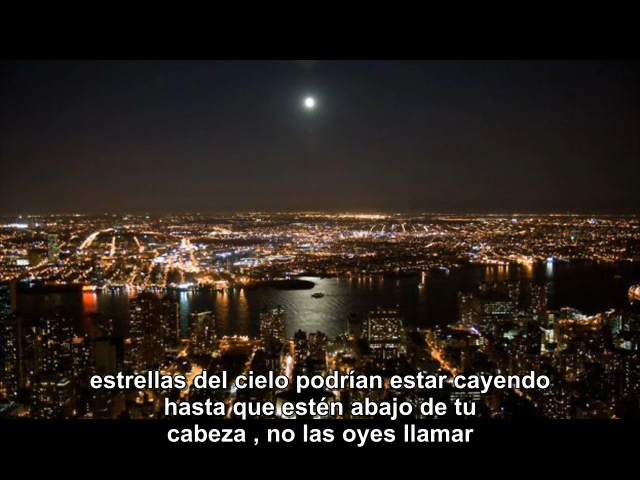 estrellas del cielo podrían estar cayendo
hasta que estén abajo de tu
cabeza , no las oyes llamar